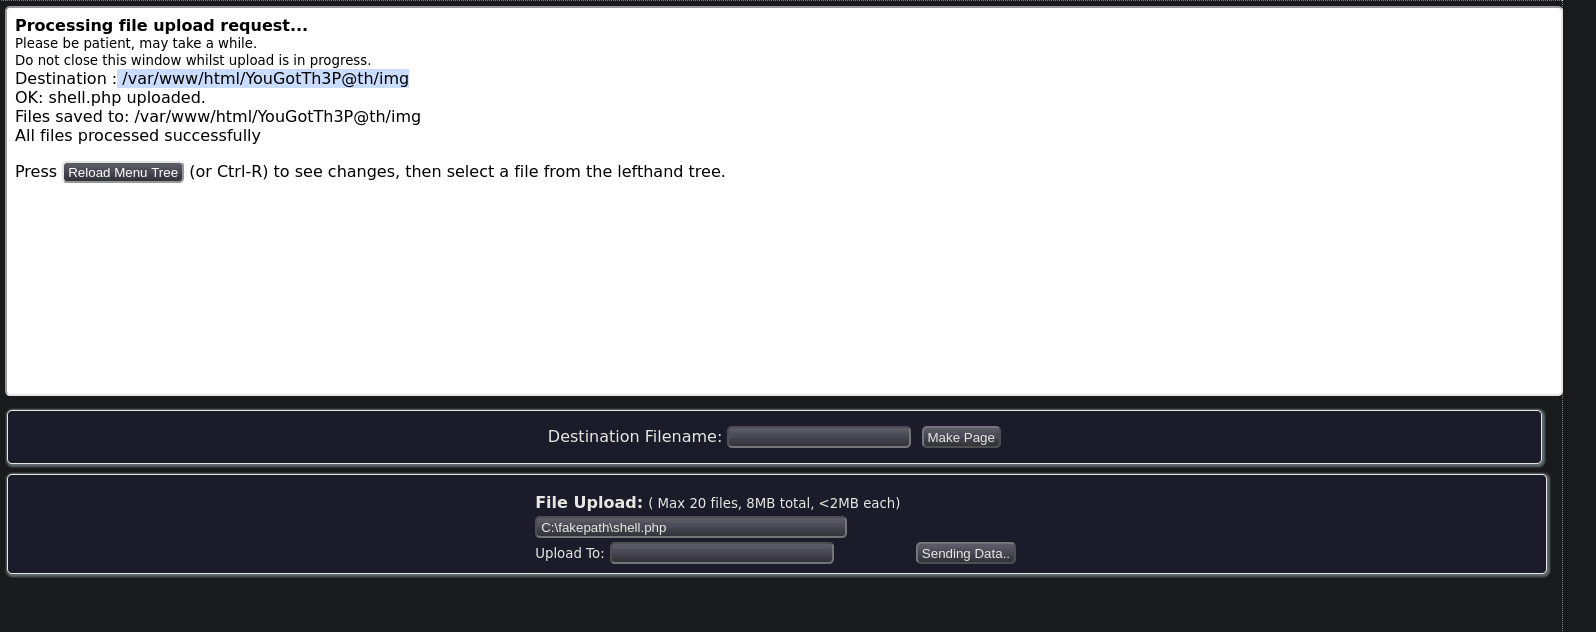 Processing file upload request...
Please be patient, may take a while.
Do not close this window whilst upload is in progress.
Destination : /var/www/html/YouGotTh3P@th/img
OK: shell.php uploaded.
Files saved to: /var/www/html/YouGotTh3P@th/img
All files processed successfully
Press Reload Menu Tree (or Ctrl-R) to see changes, then select a file from the lefthand tree.
Destination Filename: Make Page
File Upload: ( Max 20 files, 8MB total, <2MB each)
C:\fakepath\shell.php
Upload To: Sending Data..